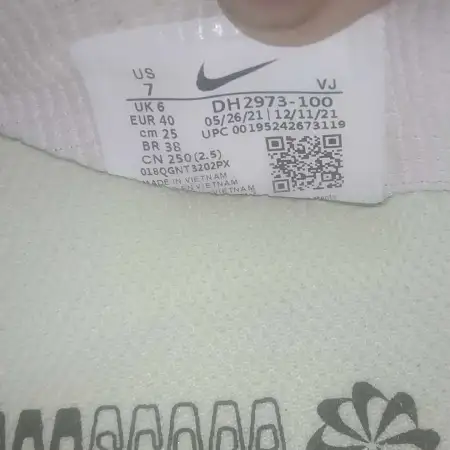 US
7
VJ
UK 6
DH2973-100
EUR 40
05/26/21 | 12/11/21
cm 25
UPC 00195242673119
BR 38
CN 250(2.5)
018QGNT3202PX
MADE IN VIETNAM
VIETNAM